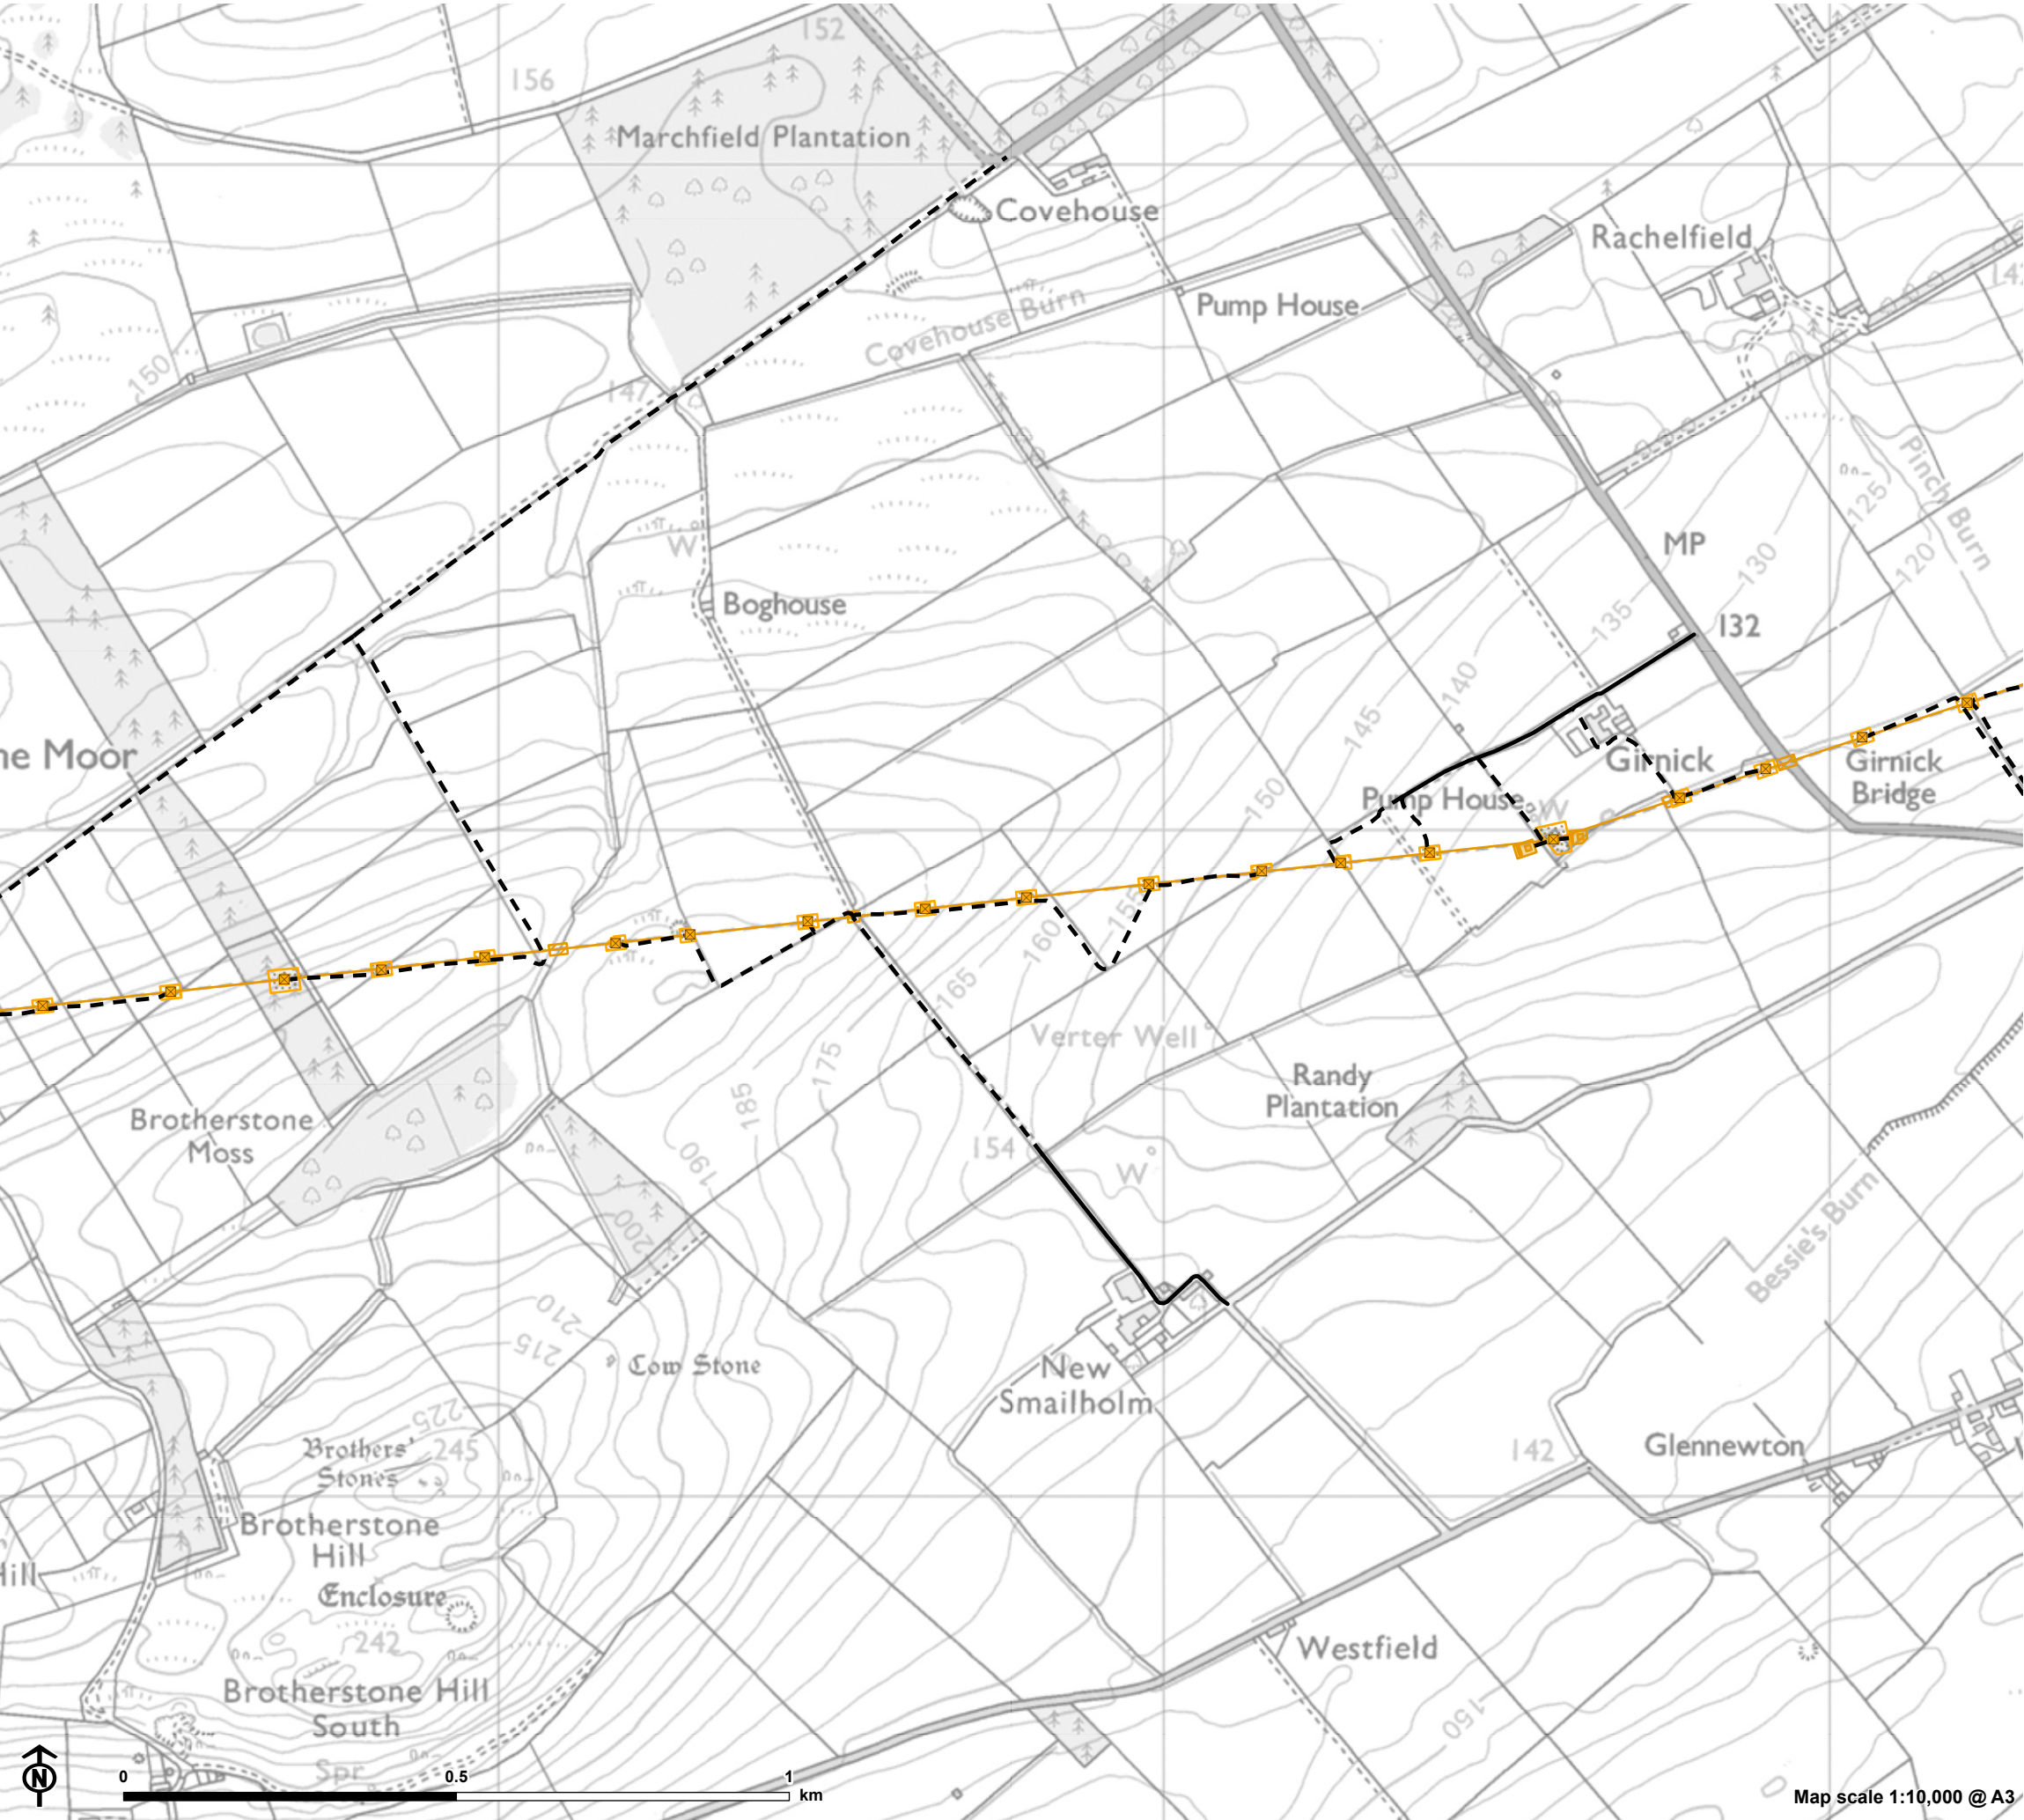 152
156
Marchfield Plantation
Covehouse
Rachelfield
Pump House
Covehouse Burn
150
147
Pinch Burn
125
MP
W
130
120
Boghouse
135
132
140
145
ne Moor
Girnick
Girnick
Bridge
Pump House
W
150
155
160
165
Verter Well
175
185
Randy
Plantation
Brotherstone
Moss
154
190
W
200
Bessie's Burn
210
215
Cow Stone
New
Smailholm
225
Brothers'
Stones
245
142
Glennewton
Brotherstone
Hill
Hill
Enclosure
242
Westfield
Brotherstone Hill
South
150
Spr
N
0
0.5
1
km
Map scale 1:10,000 @ A3